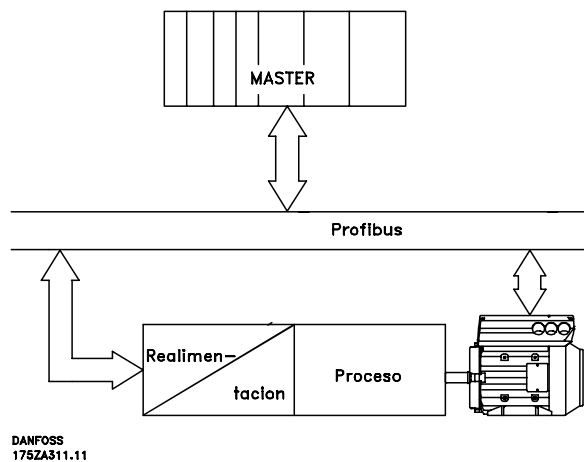 MASTER
Profibus
Realimen-
tacion
Proceso
DANFOSS
175ZA311.11